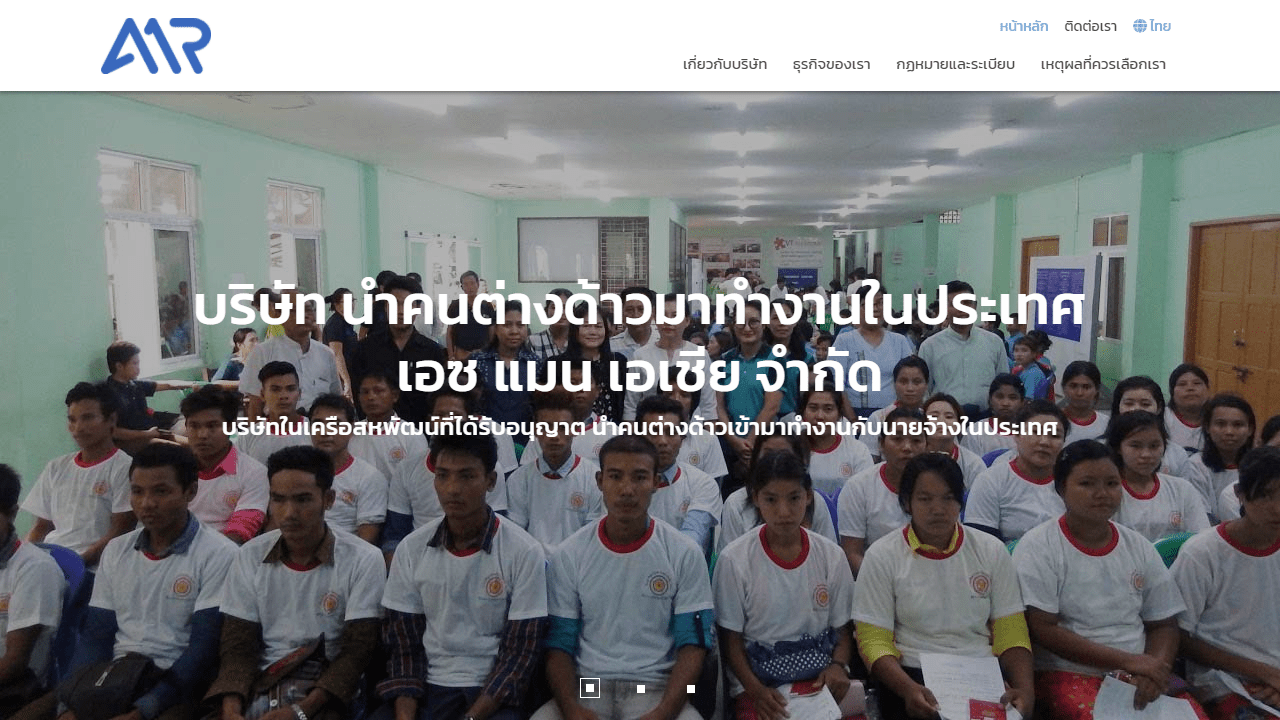 AMR
หน้าหลัก ติดต่อเรา ไทย
เกี่ยวกับบริษัท ธุรกิจของเรา กฏหมายและระเบียบ เหตุผลที่ควรเลือกเรา
บริษัท นำคนต่างด้าวมาทำงานในประเทศ
เอซ แมน เอเชีย จำกัด
บริษัทในเครือสหพัฒน์ที่ได้รับอนุญาต นำคนต่างด้าวเข้ามาทำงานกับนายจ้างในประเทศ